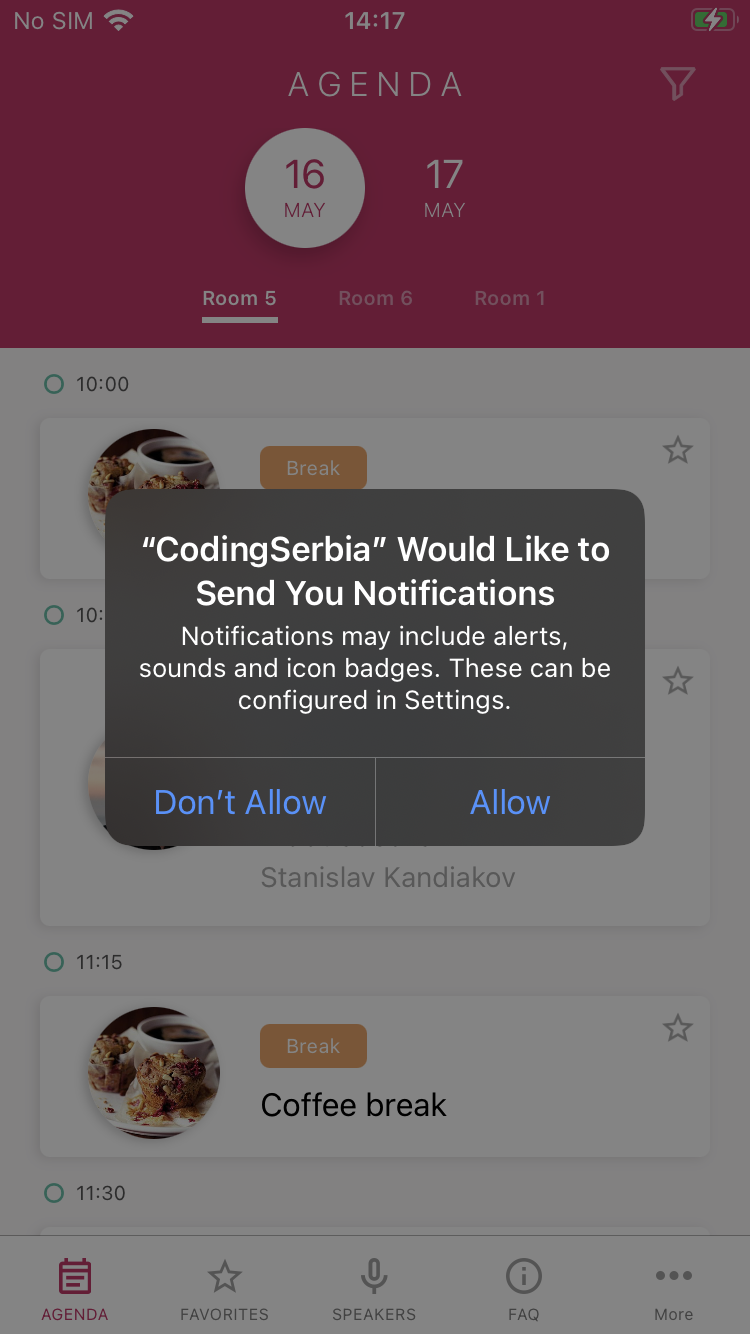 No SIM 14:17
AGENDA
16 17
MAY MAY
Room 5 Room 6 Room 1
10:00
Break
10:
“CodingSerbia” Would Like to
Send You Notifications
Notifications may include alerts,
sounds and icon badges. These can be
configured in Settings.
Don’t Allow Allow
Stanislav Kandiakov
11:15
Break
Coffee break
11:30
AGENDA FAVORITES SPEAKERS FAQ More